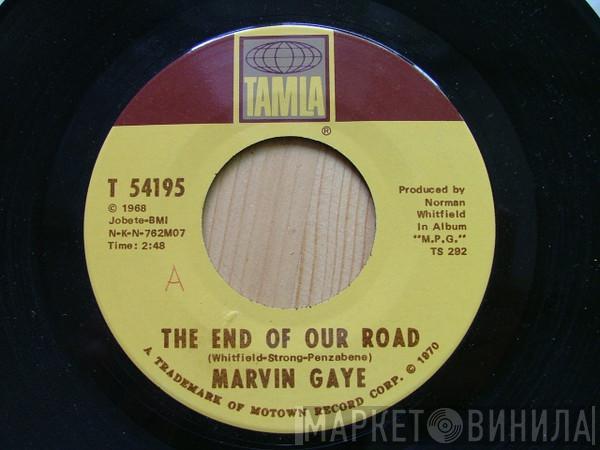 TAMLA
®
T 54195
© 1968
Jobete-BMI
N-K-N-762M07
Time: 2:48
Produced by
Norman
Whitfield
In Album
"M.P.G."
TS 292
A
THE END OF OUR ROAD
(Whitfield-Strong-Penzabene)
MARVIN GAYE
A TRADEMARK OF MOTOWN RECORD CORP. © 1970
МАРКЕТ ВИНИЛА